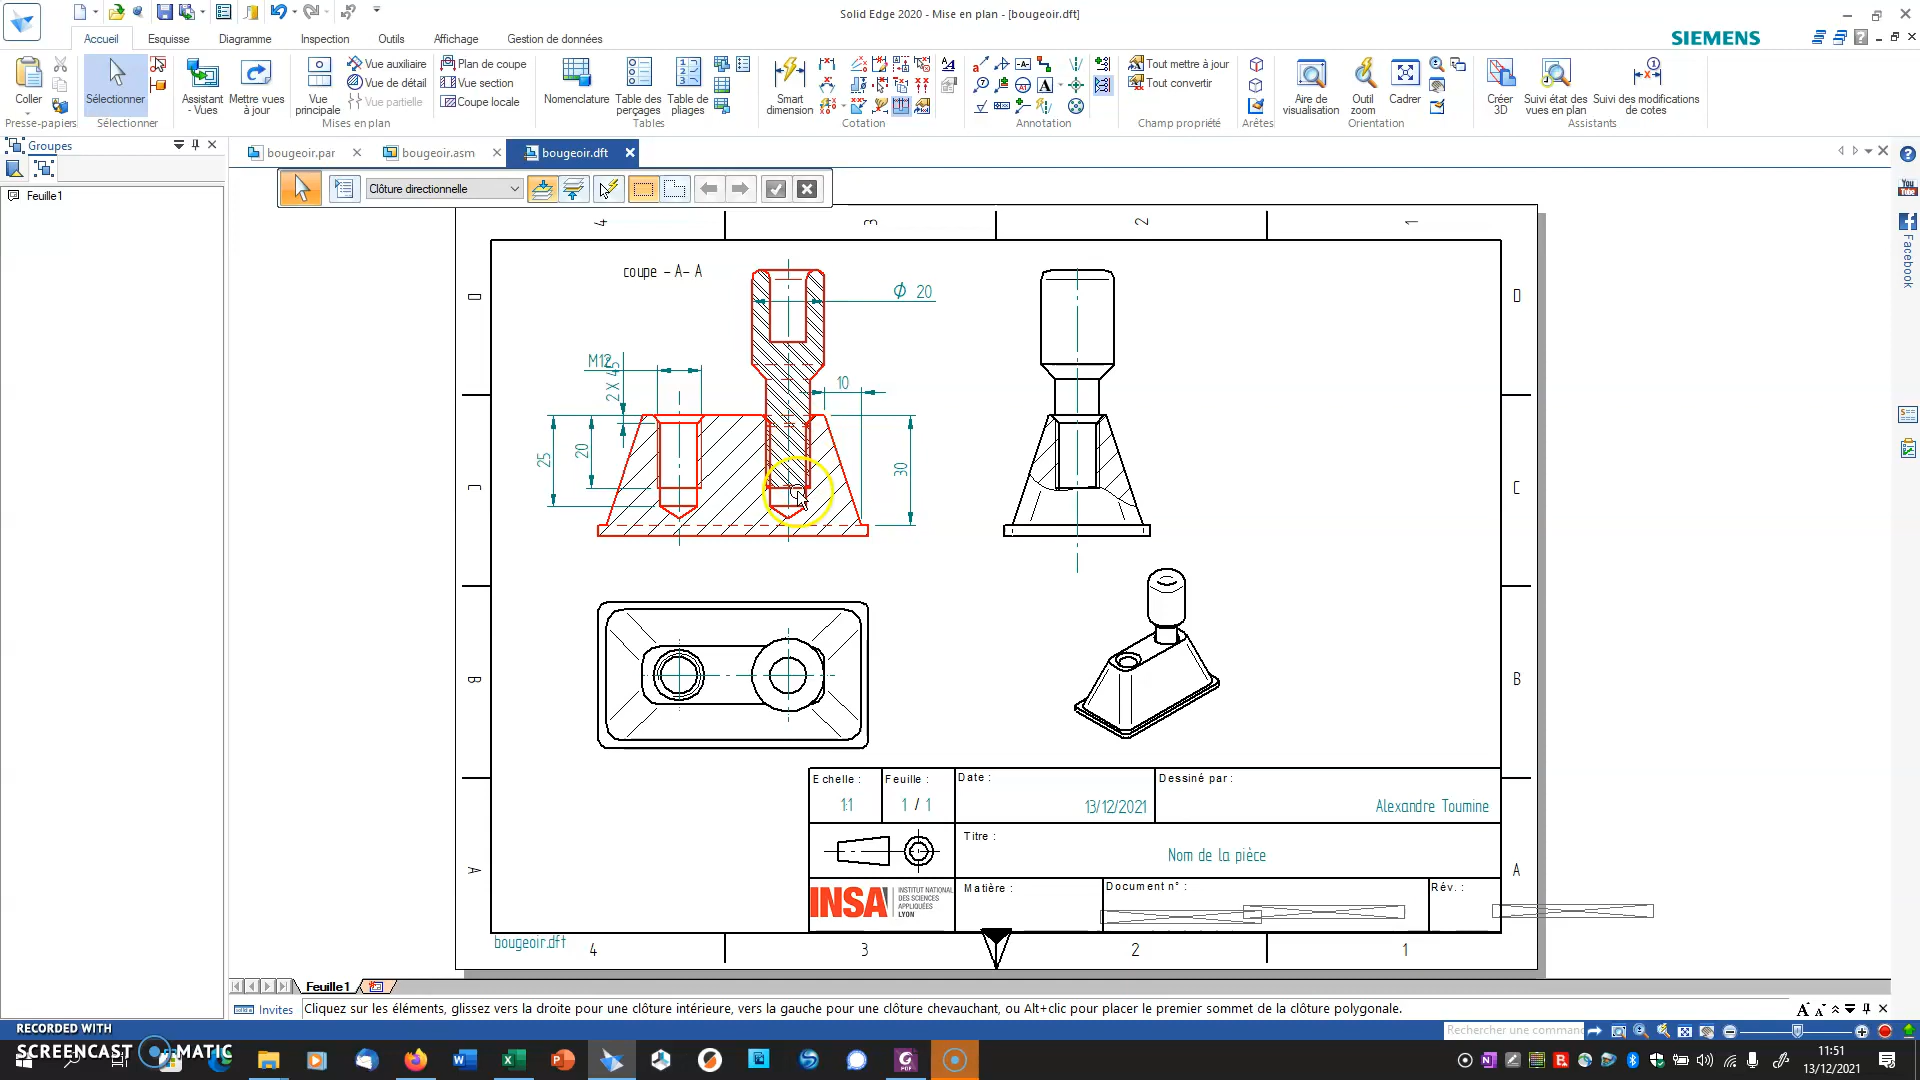 Solid Edge 2020 - Mise en plan - [bougeoir.dft]
Accueil Esquisse Diagramme Inspection Outils Affichage Gestion de données
SIEMENS
Coller
Presse-papiers
Sélectionner
Sélectionner
Assistant - Vues
Mettre vues à jour
Vue principale
Vue auxiliaire
Vue de détail
Vue partielle
Plan de coupe
Vue section
Coupe locale
Mises en plan
Nomenclature
Table des perçages
Table de pliages
Tables
Smart dimension
Cotation
Annotation
Tout mettre à jour
Tout convertir
Champ propriété
Arêtes
Aire de visualisation
Outil zoom
Cadrer
Orientation
Créer 3D
Suivi état des vues en plan
Suivi des modifications de cotes
Assistants
Groupes
Feuille1
bougeoir.par
bougeoir.asm
bougeoir.dft
Clôture directionnelle
You Tube
Facebook
4 3 2 1
coupe - A- A
ϕ 20
M12
2 X 45
10
25
20
30
D
C
B
A
D
C
B
A
Echelle :
1:1
Feuille :
1 / 1
Date :
13/12/2021
Dessiné par :
Alexandre Toumine
Titre :
Nom de la pièce
INSA
INSTITUT NATIONAL
DES SCIENCES
APPLIQUÉES
LYON
Matière :
Document n° :
Rév. :
bougeoir.dft
4 3 2 1
Feuille1
Invites
Cliquez sur les éléments, glissez vers la droite pour une clôture intérieure, vers la gauche pour une clôture chevauchant, ou Alt+clic pour placer le premier sommet de la clôture polygonale.
Rechercher une commande
RECORDED WITH
SCREENCAST MATIC
11:51
13/12/2021